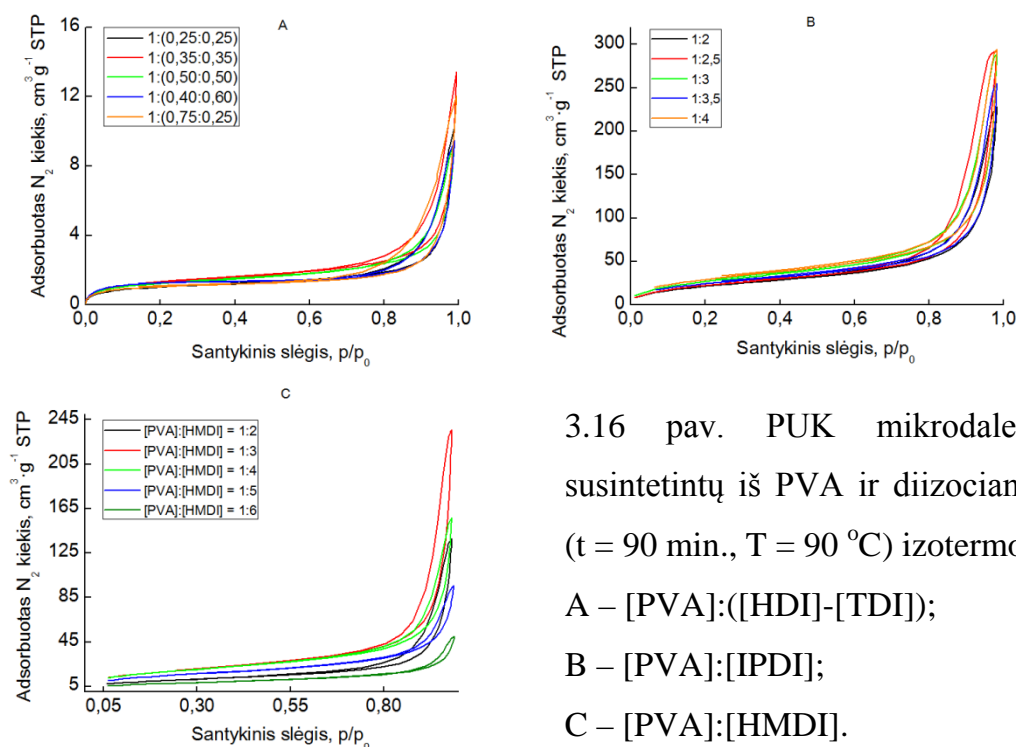 A
Adsorbuotas N2 kiekis, cm3 g-1 STP
16
12
8
4
0
1:(0,25:0,25)
1:(0,35:0,35)
1:(0,50:0,50)
1:(0,40:0,60)
1:(0,75:0,25)
0,0 0,2 0,4 0,6 0,8 1,0
Santykinis slėgis, p/p0
B
Adsorbuotas N2 kiekis, cm3 g-1 STP
300
250
200
150
100
50
0
1:2
1:2,5
1:3
1:3,5
1:4
0,0 0,2 0,4 0,6 0,8 1,0
Santykinis slėgis, p/p0
C
Adsorbuotas N2 kiekis, cm3·g-1 STP
245
205
165
125
85
45
5
[PVA]:[HMDI] = 1:2
[PVA]:[HMDI] = 1:3
[PVA]:[HMDI] = 1:4
[PVA]:[HMDI] = 1:5
[PVA]:[HMDI] = 1:6
0,05 0,30 0,55 0,80
Santykinis slėgis, p/p0
3.16 pav. PUK mikrodale
susintetintų iš PVA ir diizocian
(t = 90 min., T = 90 oC) izotermo
A – [PVA]:([HDI]-[TDI]);
B – [PVA]:[IPDI];
C – [PVA]:[HMDI].